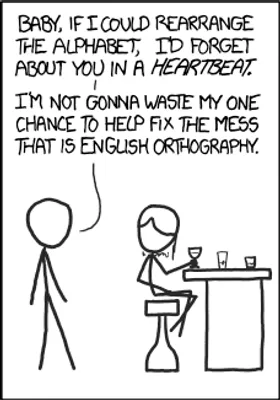 BABY, IF I COULD REARRANGE
THE ALPHABET, I'D FORGET
ABOUT YOU IN A HEARTBEAT.
I'M NOT GONNA WASTE MY ONE
CHANCE TO HELP FIX THE MESS
THAT IS ENGLISH ORTHOGRAPHY.